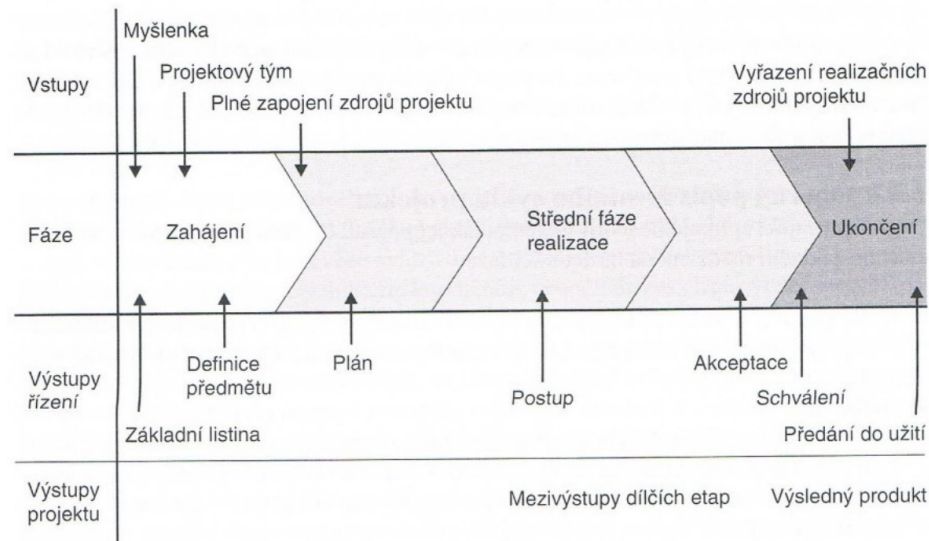 Myšlenka
Vstupy
Projektový tým
Plné zapojení zdrojů projektu
Vyřazení realizačních
zdrojů projektu
Fáze
Zahájení
Střední fáze
realizace
Ukončení
Výstupy
řízení
Definice
předmětu
Plán
Postup
Akceptace
Schválení
Základní listina
Předání do užití
Výstupy
projektu
Mezivýstupy dílčích etap
Výsledný produkt